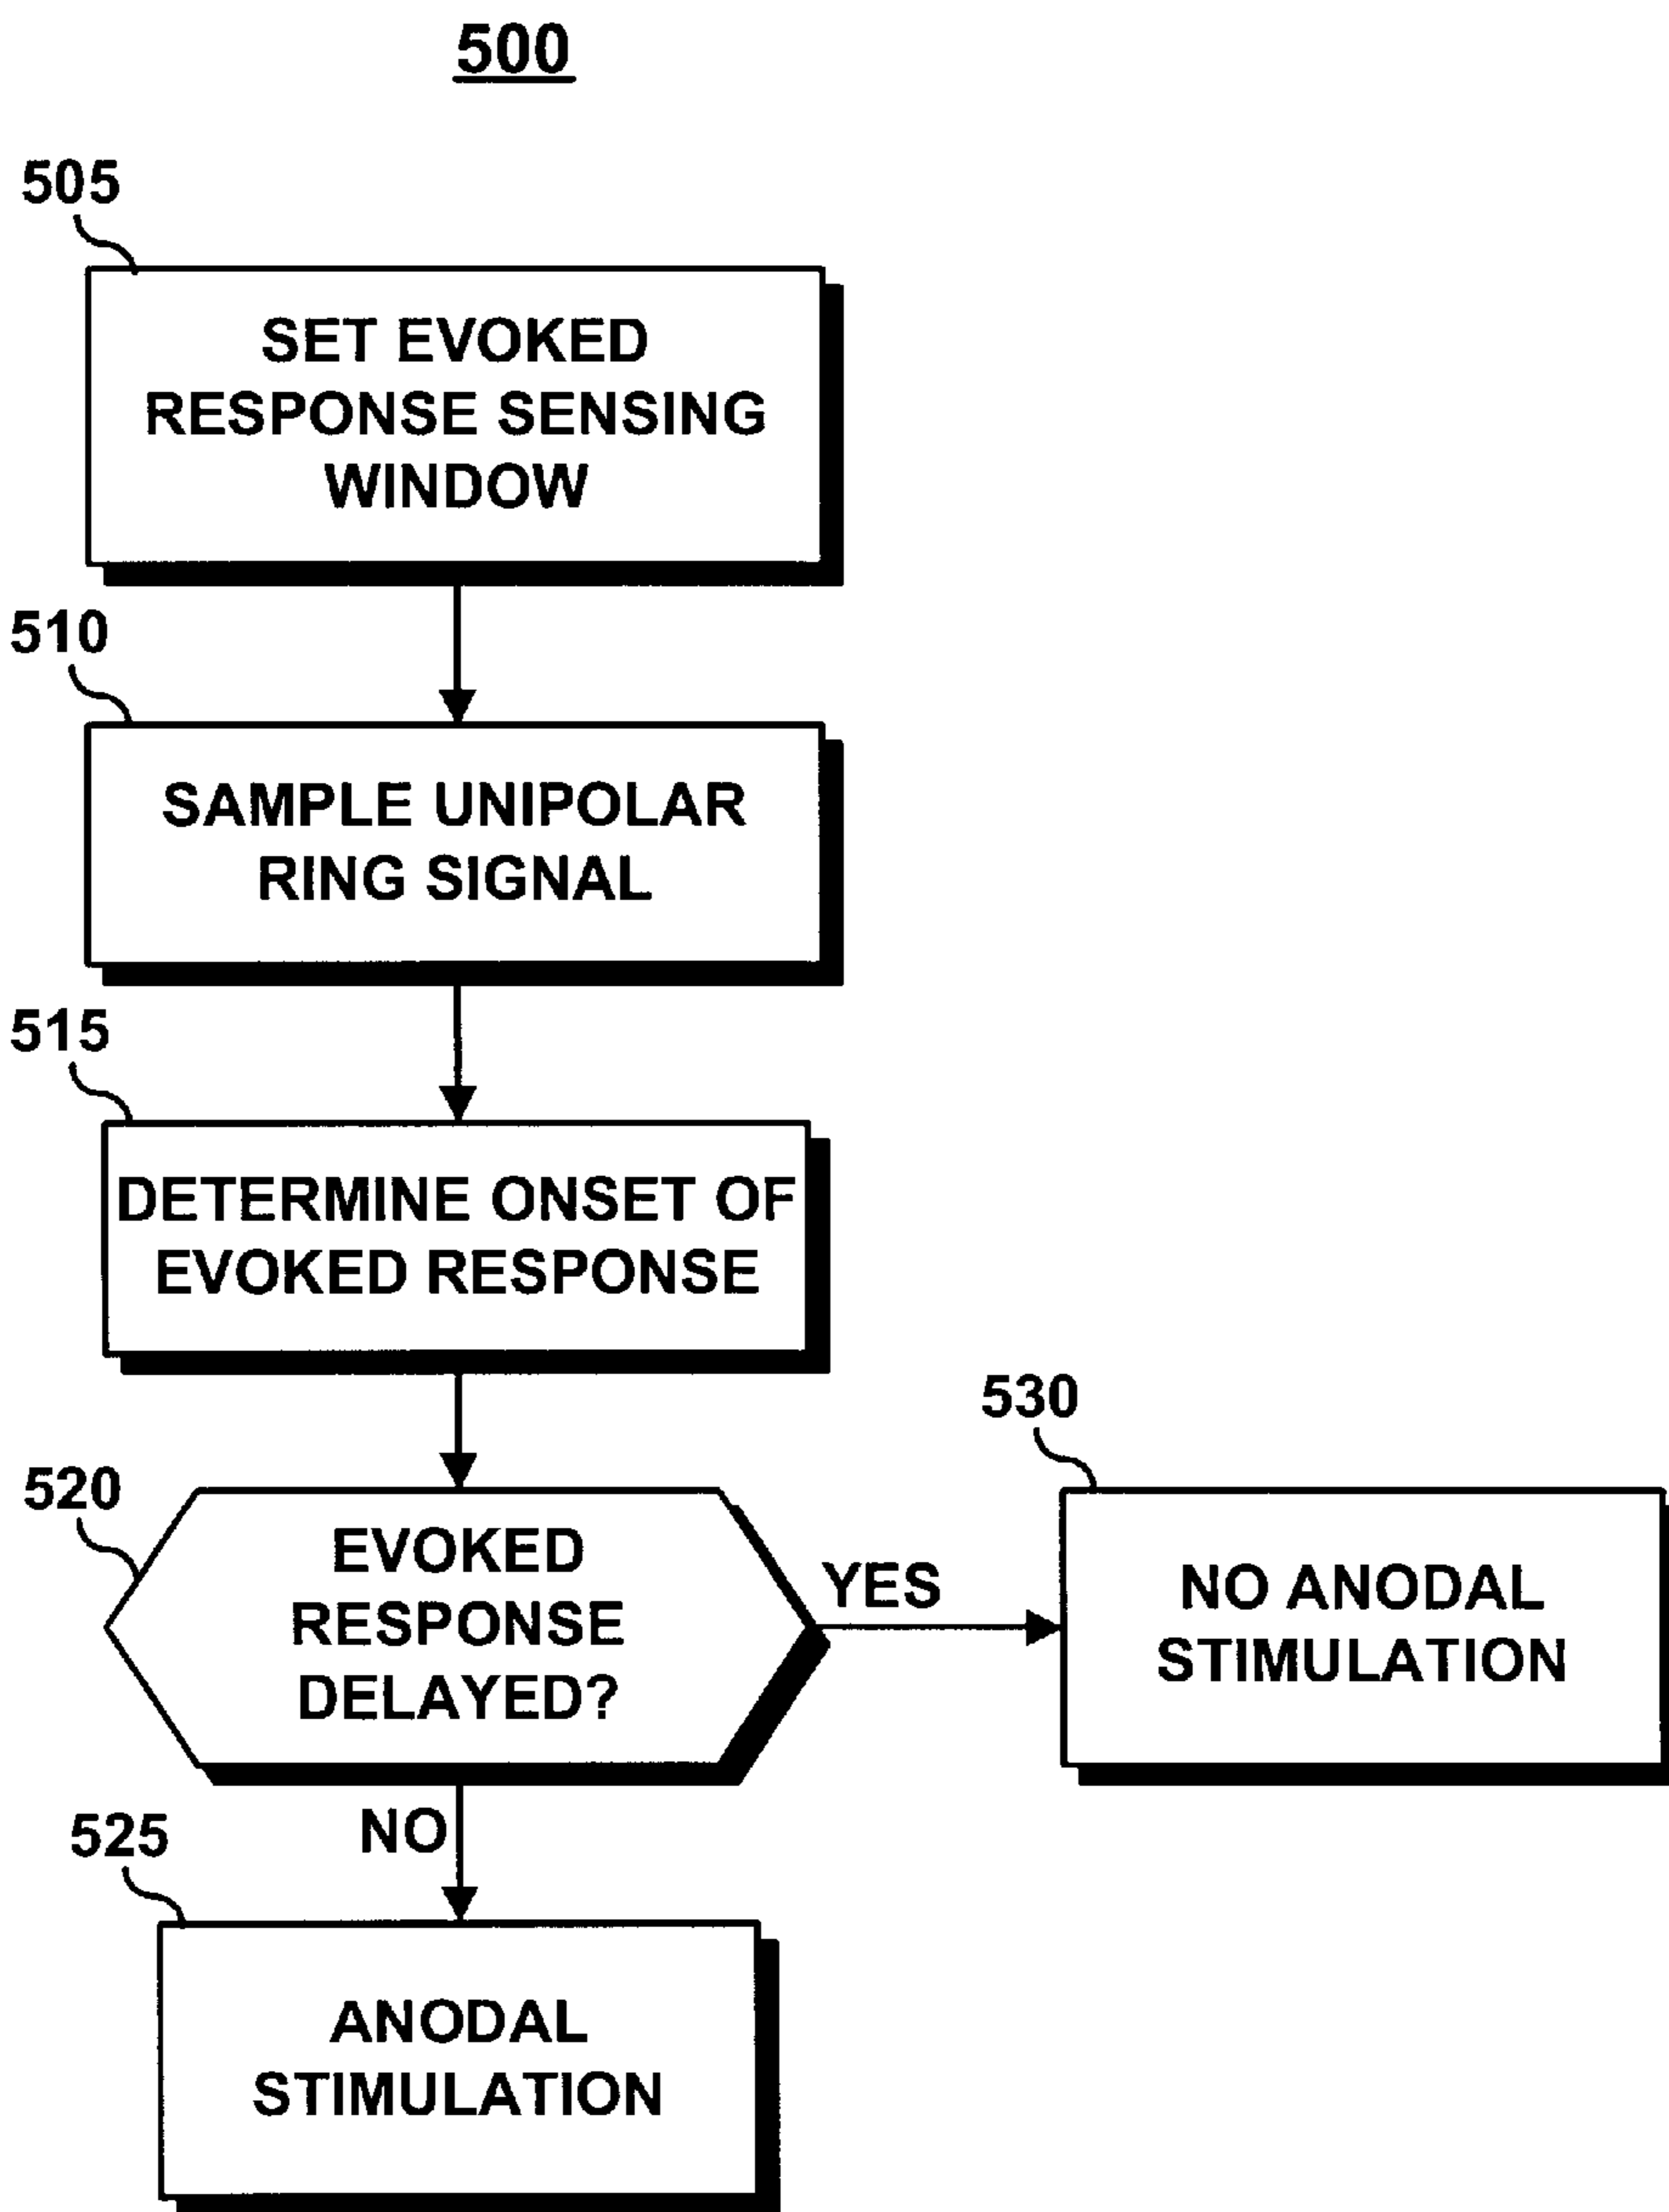 500
505
SET EVOKED
RESPONSE SENSING
WINDOW
510
SAMPLE UNIPOLAR
RING SIGNAL
515
DETERMINE ONSET OF
EVOKED RESPONSE
520
EVOKED
RESPONSE
DELAYED?
YES
530
NO ANODAL
STIMULATION
NO
525
ANODAL
STIMULATION